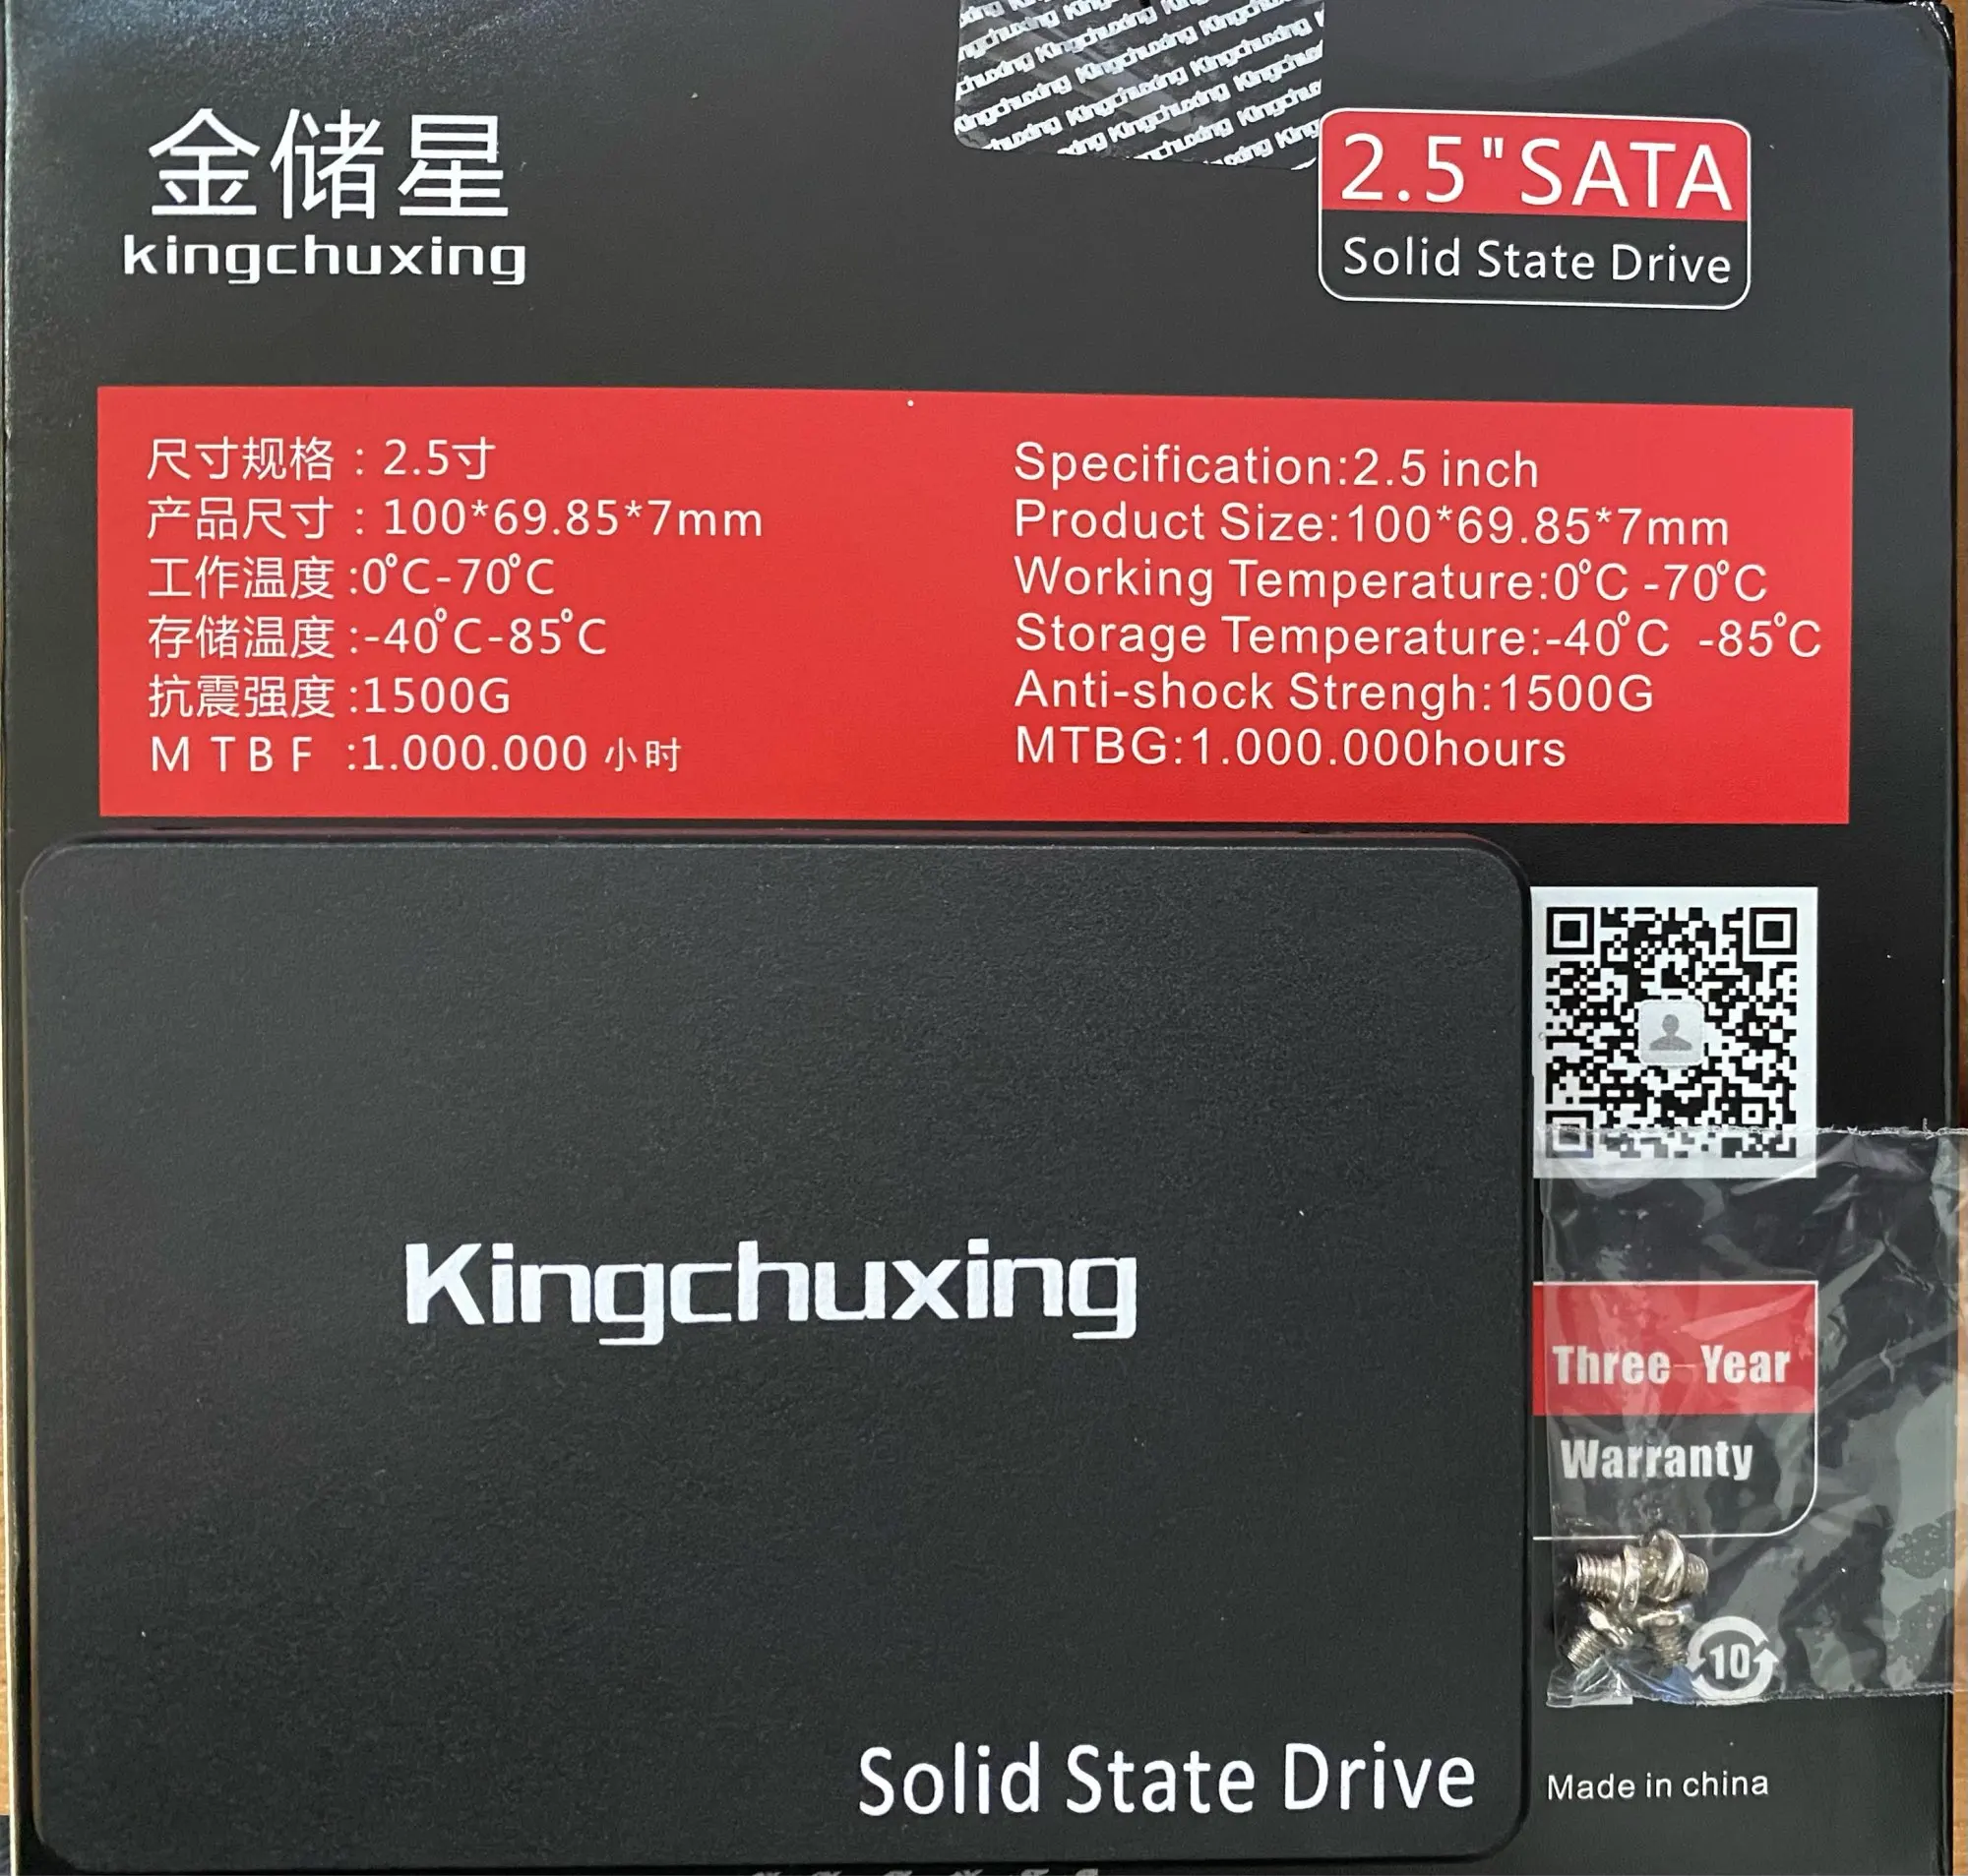 Kingchuxing Kingchuxing Kingchuxing
金储星
kingchuxing
2.5"SATA
Solid State Drive
尺寸规格：2.5寸
产品尺寸：100*69.85*7mm
工作温度:0°C-70°C
存储温度:-40°C-85°C
抗震强度:1500G
MTBF :1.000.000 小时
Specification:2.5 inch
Product Size:100*69.85*7mm
Working Temperature:0°C -70°C
Storage Temperature:-40°C -85°C
Anti-shock Strengh:1500G
MTBG:1.000.000hours
Kingchuxing
Solid State Drive
Three-Year
Warranty
10
Made in china